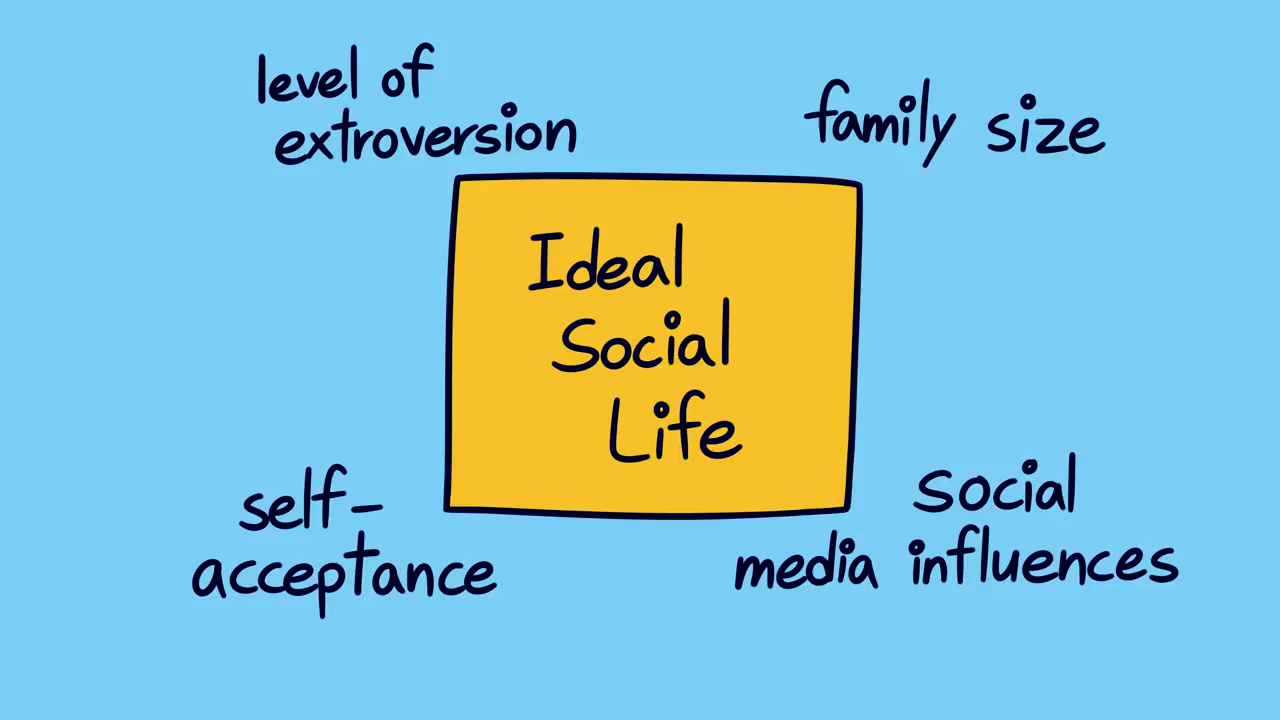 level of
extroversion
family size
Ideal
Social
Life
self-
acceptance
social
media influences